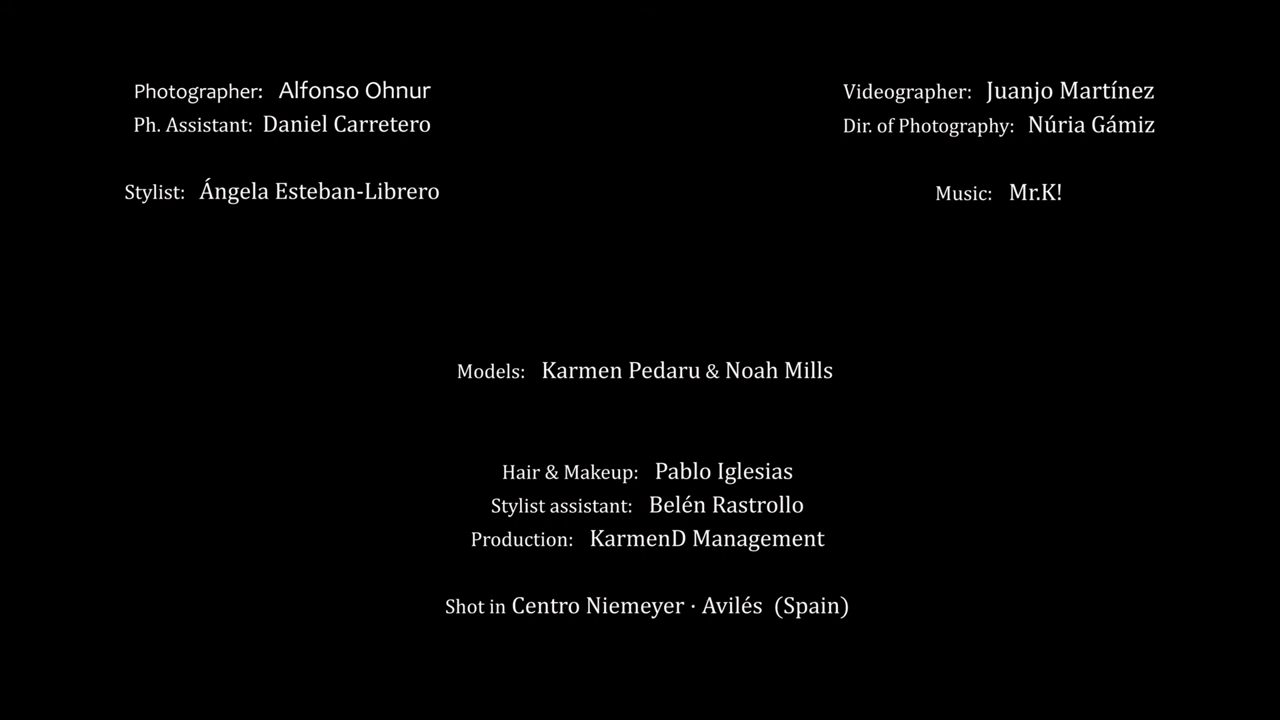 Photographer: Alfonso Ohnur
Ph. Assistant: Daniel Carretero
Stylist: Ángela Esteban-Librero
Videographer: Juanjo Martínez
Dir. of Photography: Núria Gámiz
Music: Mr.K!
Models: Karmen Pedaru & Noah Mills
Hair & Makeup: Pablo Iglesias
Stylist assistant: Belén Rastrollo
Production: KarmenD Management
Shot in Centro Niemeyer · Avilés (Spain)